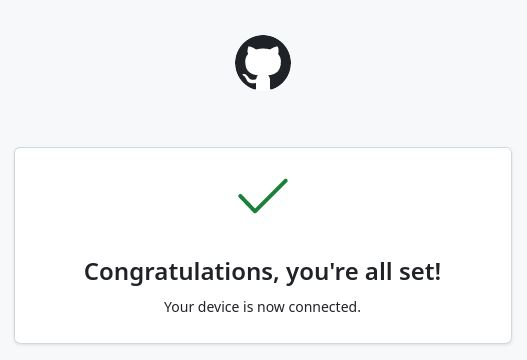 Congratulations, you're all set!
Your device is now connected.